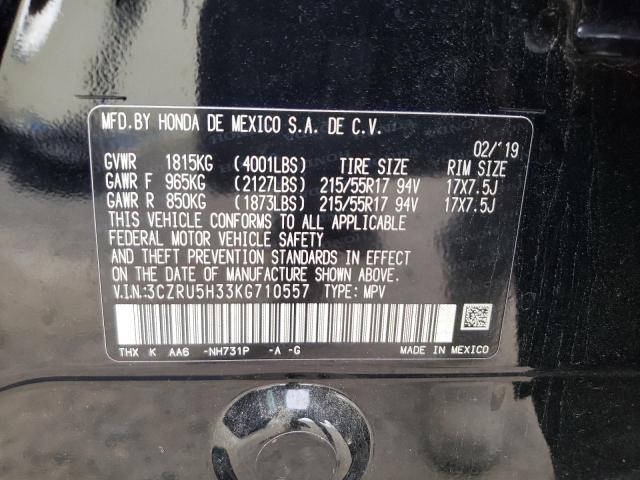 MFD.BY HONDA DE MEXICO S.A. DE C.V.
02/'19
GVWR 1815KG (4001LBS) TIRE SIZE RIM SIZE
GAWR F 965KG (2127LBS) 215/55R17 94V 17X7.5J
GAWR R 850KG (1873LBS) 215/55R17 94V 17X7.5J
THIS VEHICLE CONFORMS TO ALL APPLICABLE
FEDERAL MOTOR VEHICLE SAFETY
AND THEFT PREVENTION STANDARDS IN EFFECT
ON THE DATE OF MANUFACTURE SHOWN ABOVE.
V.IN.:3CZRU5H33KG710557 TYPE: MPV
THX K AA6 -NH731P -A -G MADE IN MEXICO